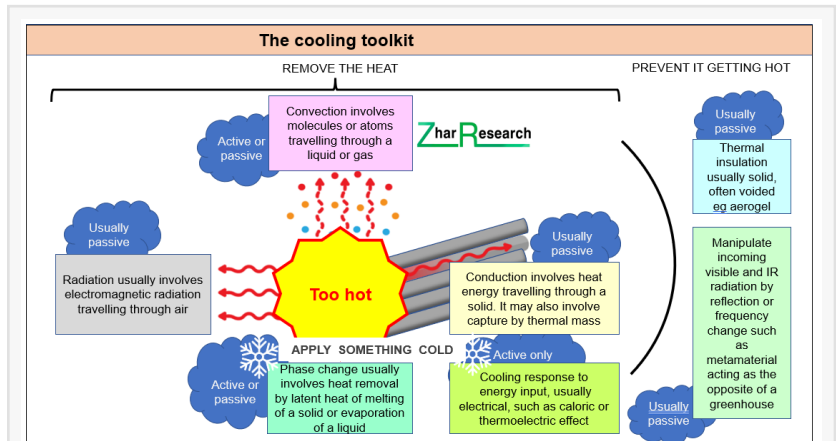 The cooling toolkit
REMOVE THE HEAT
PREVENT IT GETTING HOT
Active or
passive
Convection involves
molecules or atoms
travelling through a
liquid or gas
Zhar Research
Usually
passive
Thermal
insulation
usually solid,
often voided
eg aerogel
Usually
passive
Radiation usually involves
electromagnetic radiation
travelling through air
Too hot
Usually
passive
Conduction involves heat
energy travelling through a
solid. It may also involve
capture by thermal mass
Manipulate
incoming
visible and IR
radiation by
reflection or
frequency
change such
as
metamaterial
acting as the
opposite of a
greenhouse
Usually
passive
APPLY SOMETHING COLD
Active or
passive
Phase change usually
involves heat removal
by latent heat of melting
of a solid or evaporation
of a liquid
Active only
Cooling response to
energy input, usually
electrical, such as caloric or
thermoelectric effect